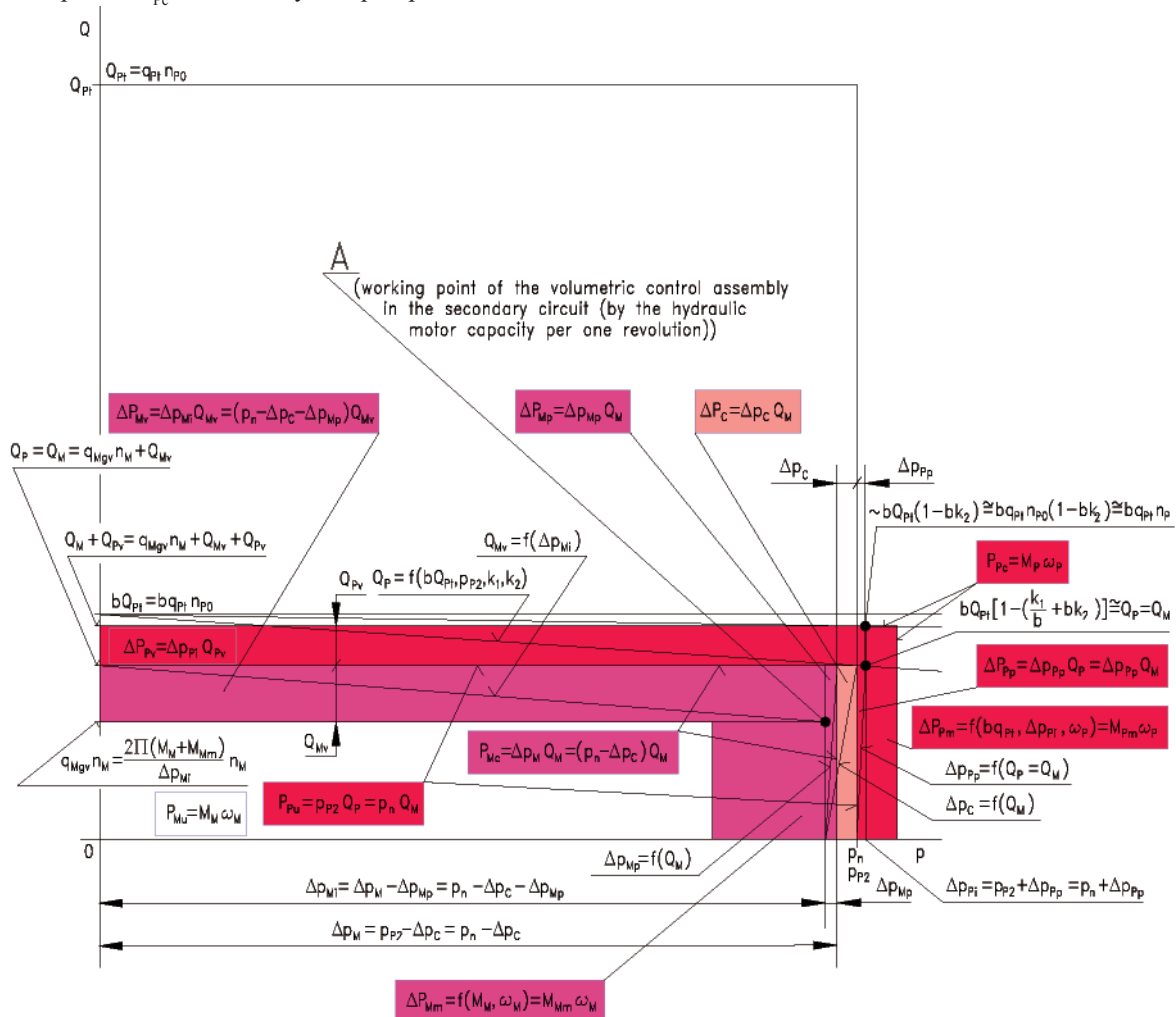 Q
Q_Pt = q_Pt n_P0
Q_Pt
A
(working point of the volumetric control assembly
in the secondary circuit (by the hydraulic
motor capacity per one revolution))
ΔP_Mv=Δp_Mi Q_Mv=(p_n-Δp_C-Δp_Mp)Q_Mv
ΔP_Mp=Δp_Mp Q_M
ΔP_C=Δp_C Q_M
Q_P = Q_M = q_Mgv n_M + Q_Mv
Δp_C
Δp_Pp
~bQ_Pt(1-bk_2)≅bq_Pt n_P0(1-bk_2)≅bq_Pt n_P
Q_M + Q_Pv = q_Mgv n_M + Q_Mv + Q_Pv
Q_Mv = f(Δp_Mi)
P_Pc = M_P ω_P
Q_Pv
Q_P = f(bQ_Pt, p_P2, k_1, k_2)
bQ_Pt = bq_Pt n_P0
bQ_Pt[1-(k_1/b + bk_2)]≅Q_P=Q_M
ΔP_Pv=Δp_Pi Q_Pv
ΔP_Pp=Δp_Pp Q_P=Δp_Pp Q_M
ΔP_Pm=f(bq_Pt, Δp_Pi, ω_P)=M_Pm ω_P
Q_Mv
P_Mc=Δp_M Q_M=(p_n-Δp_C)Q_M
q_Mgv n_M = 2Π(M_M+M_Mm)/Δp_Mi n_M
Δp_Pp=f(Q_P=Q_M)
P_Mu=M_M ω_M
P_Pu=p_P2 Q_P=p_n Q_M
Δp_C=f(Q_M)
0
Δp_Mp=f(Q_M)
p_n
p
p_P2
Δp_Mi=Δp_M-Δp_Mp=p_n-Δp_C-Δp_Mp
Δp_Mp
Δp_Pi=p_P2+Δp_Pp=p_n+Δp_Pp
Δp_M=p_P2-Δp_C=p_n-Δp_C
ΔP_Mm=f(M_M, ω_M)=M_Mm ω_M